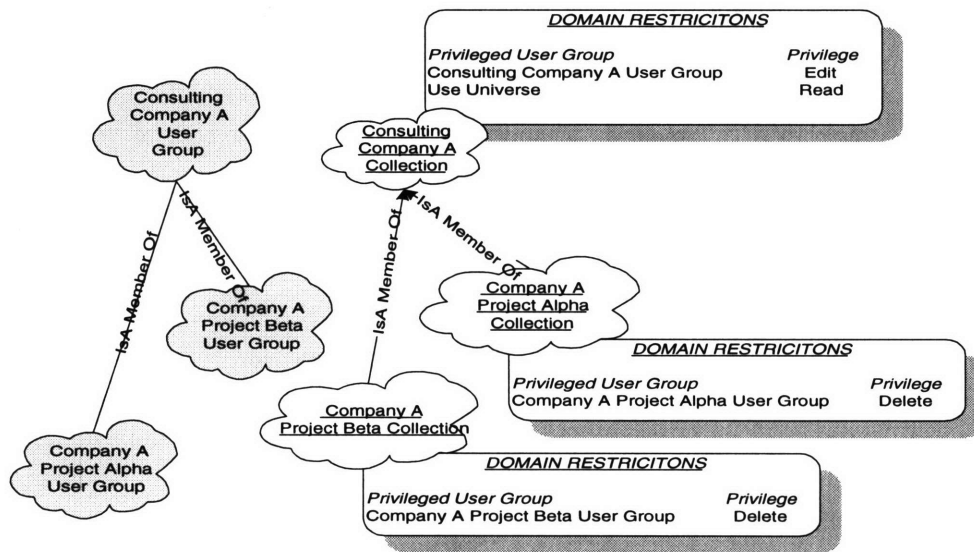 DOMAIN RESTRICITONS
Privileged User Group Privilege
Consulting Company A User Group Edit
Use Universe Read
Consulting
Company A
User
Group
Consulting
Company A
Collection
IsA Member Of
IsA Member Of
IsA Member Of
IsA Member Of
Company A
Project Beta
User Group
Company A
Project Alpha
Collection
DOMAIN RESTRICITONS
Privileged User Group Privilege
Company A Project Alpha User Group Delete
Company A
Project Beta Collection
Company A
Project Alpha
User Group
DOMAIN RESTRICITONS
Privileged User Group Privilege
Company A Project Beta User Group Delete